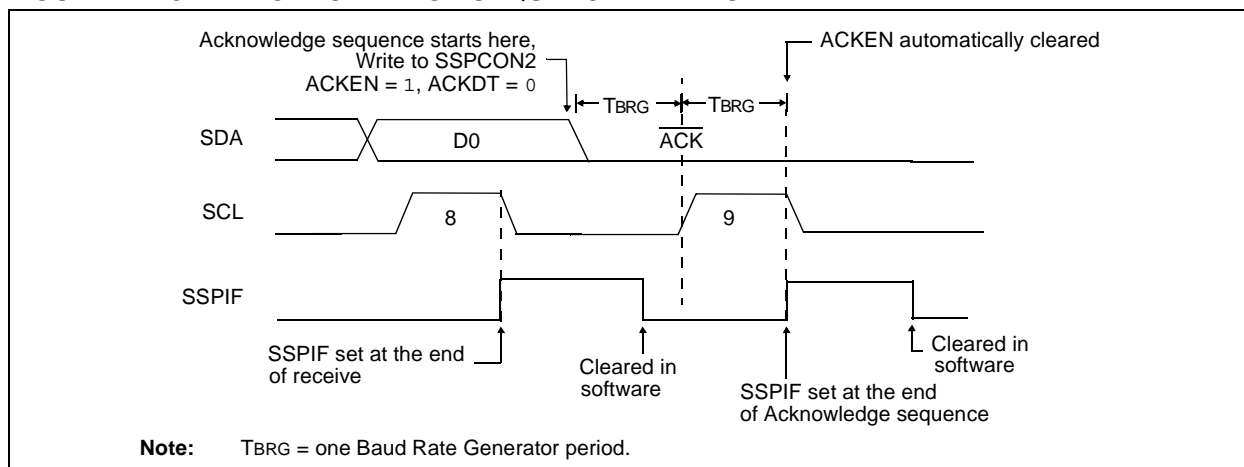 Acknowledge sequence starts here,
Write to SSPCON2
ACKEN = 1, ACKDT = 0
ACKEN automatically cleared
TBRG
TBRG
SDA
D0
ACK
SCL
8
9
SSPIF
SSPIF set at the end
of receive
Cleared in
software
SSPIF set at the end
of Acknowledge sequence
Cleared in
software
Note: TBRG = one Baud Rate Generator period.